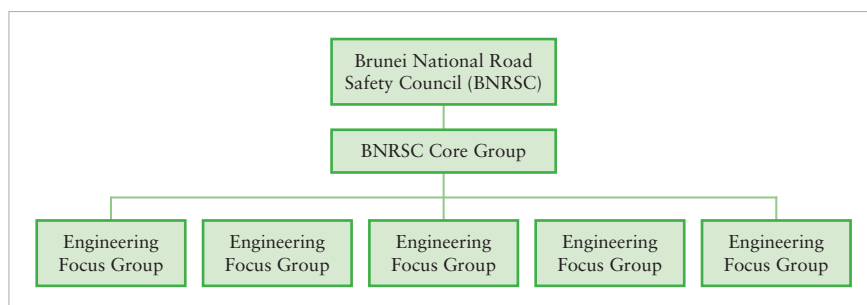 Brunei National Road
Safety Council (BNRSC)
BNRSC Core Group
Engineering
Focus Group
Engineering
Focus Group
Engineering
Focus Group
Engineering
Focus Group
Engineering
Focus Group